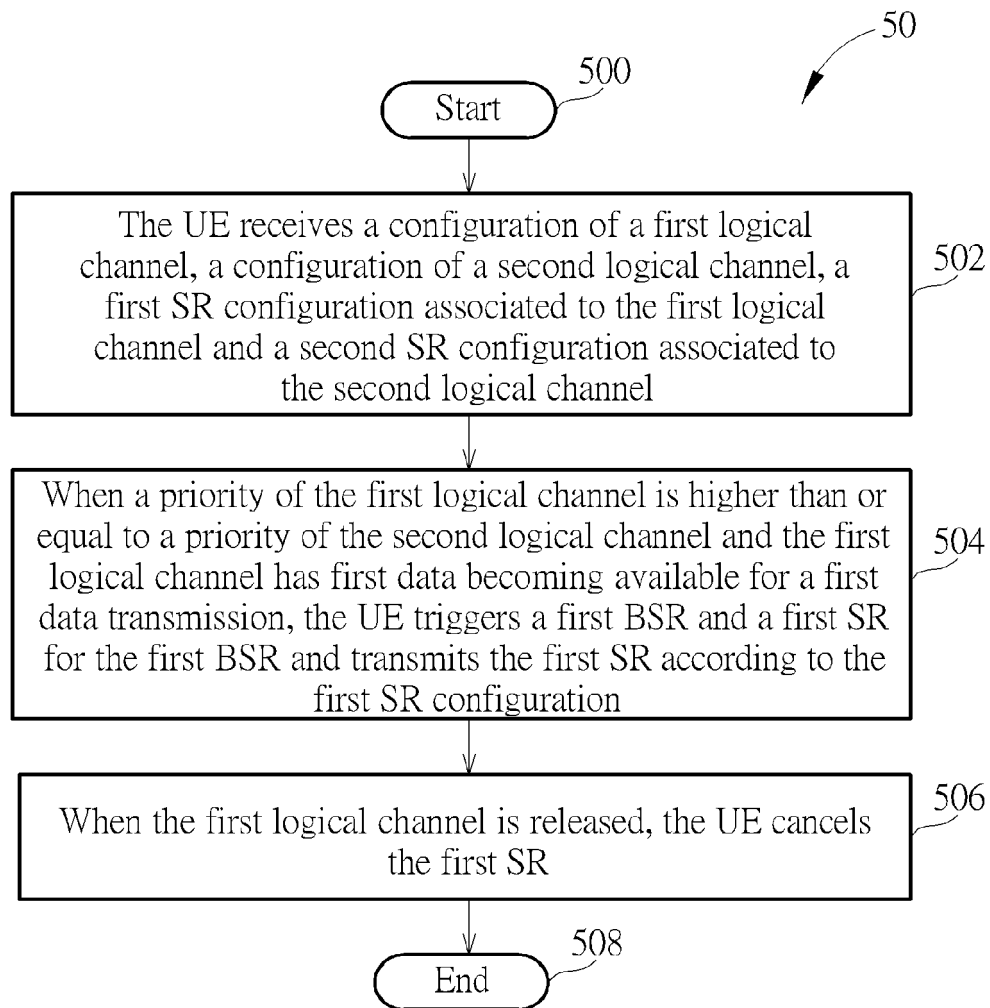 50
500
Start
The UE receives a configuration of a first logical
channel, a configuration of a second logical channel, a
first SR configuration associated to the first logical
channel and a second SR configuration associated to
the second logical channel
502
When a priority of the first logical channel is higher than or
equal to a priority of the second logical channel and the first
logical channel has first data becoming available for a first
data transmission, the UE triggers a first BSR and a first SR
for the first BSR and transmits the first SR according to the
first SR configuration
504
When the first logical channel is released, the UE cancels
the first SR
506
End
508